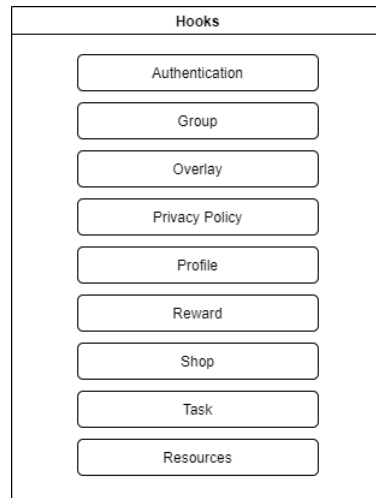 Hooks
Authentication
Group
Overlay
Privacy Policy
Profile
Reward
Shop
Task
Resources